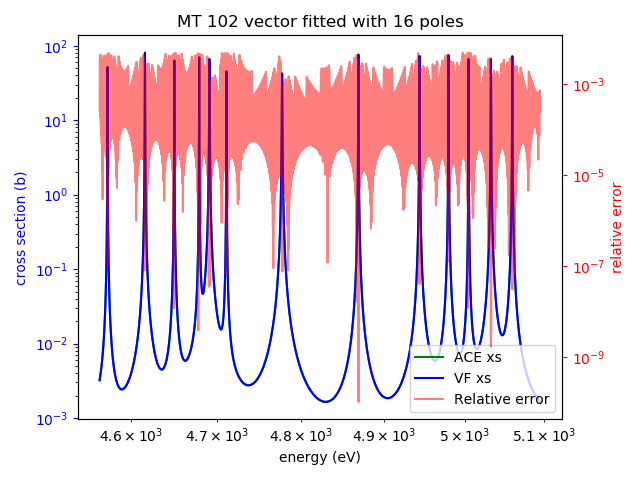 MT 102 vector fitted with 16 poles
10²
10¹
10⁰
10⁻¹
10⁻²
10⁻³
cross section (b)
10⁻³
10⁻⁵
10⁻⁷
10⁻⁹
relative error
ACE xs
VF xs
Relative error
4.6 × 10³ 4.7 × 10³ 4.8 × 10³ 4.9 × 10³ 5 × 10³ 5.1 × 10³
energy (eV)